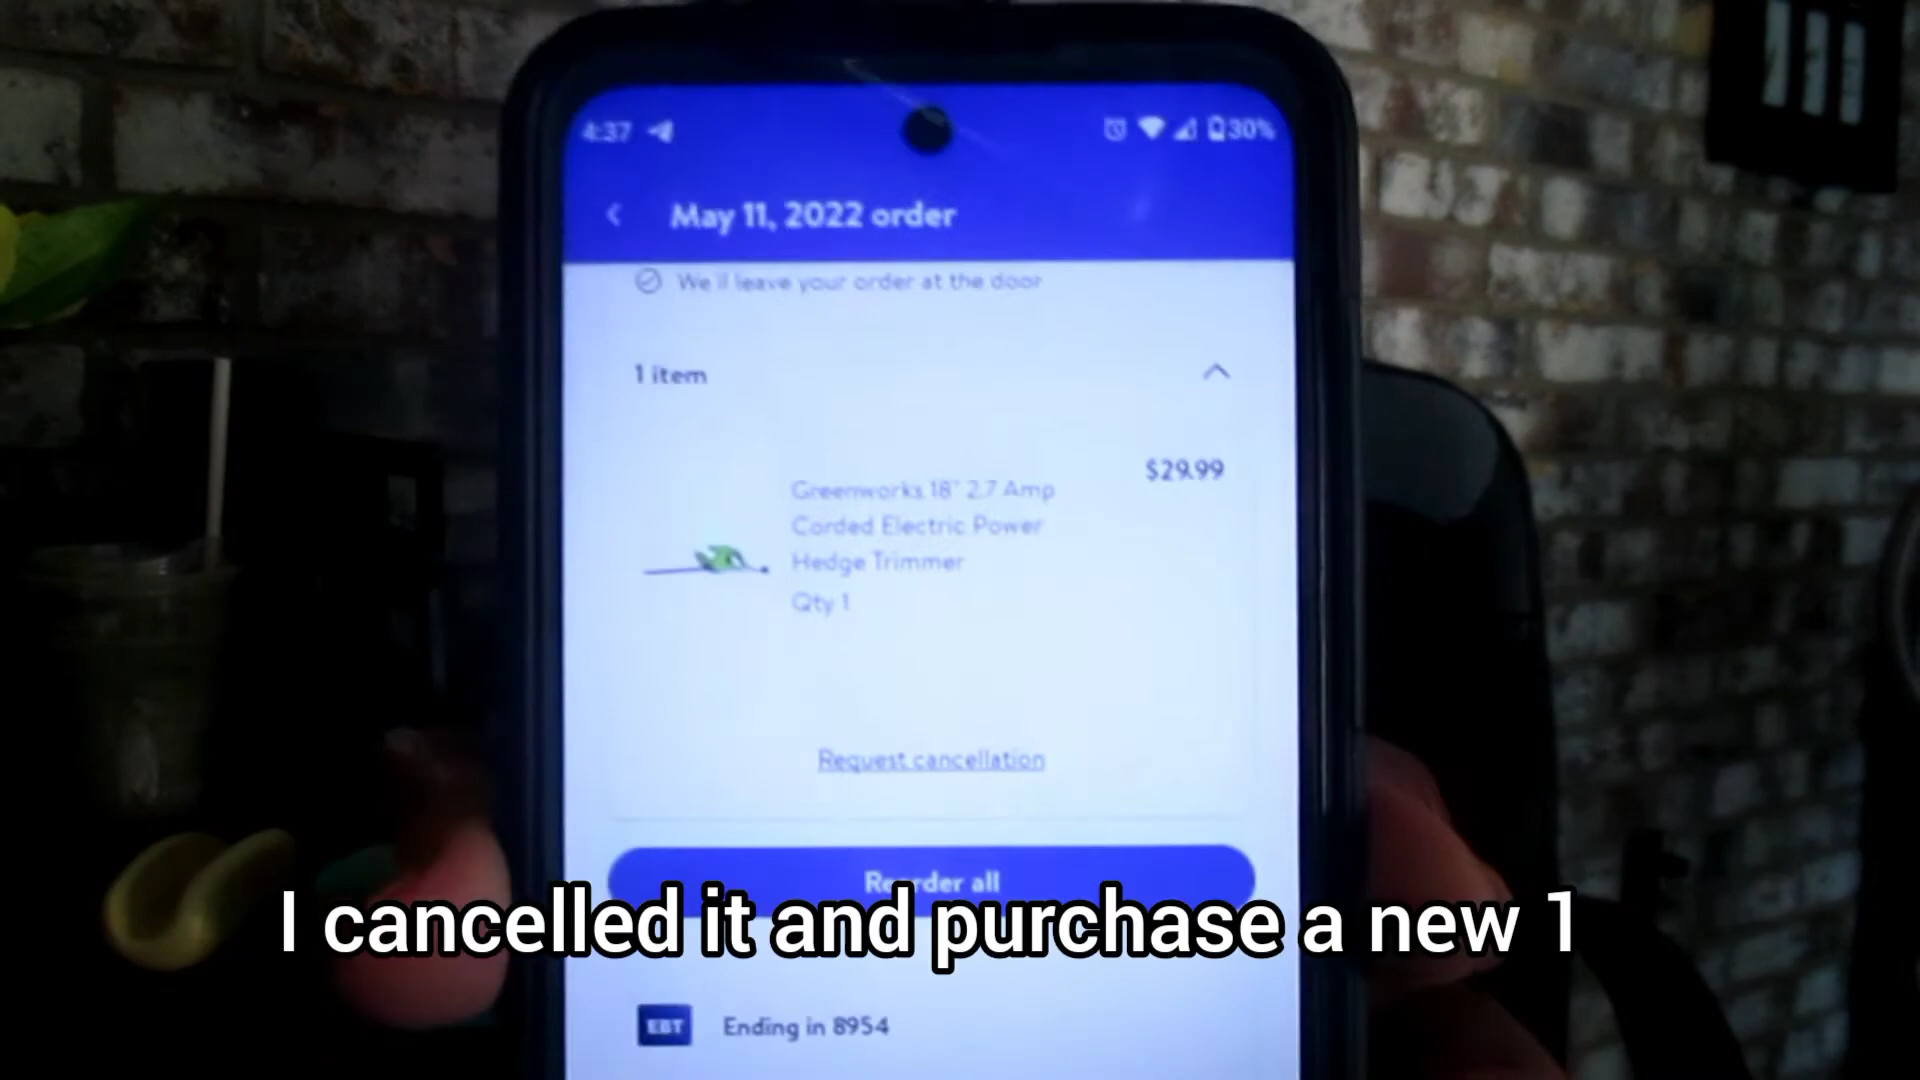 4:37
30%
May 11, 2022 order
We'll leave your order at the door
1 item
$29.99
Greenworks 18" 2.7 Amp
Corded Electric Power
Hedge Trimmer
Qty 1
Request cancellation
Reorder all
I cancelled it and purchase a new 1
EBT Ending in 8954